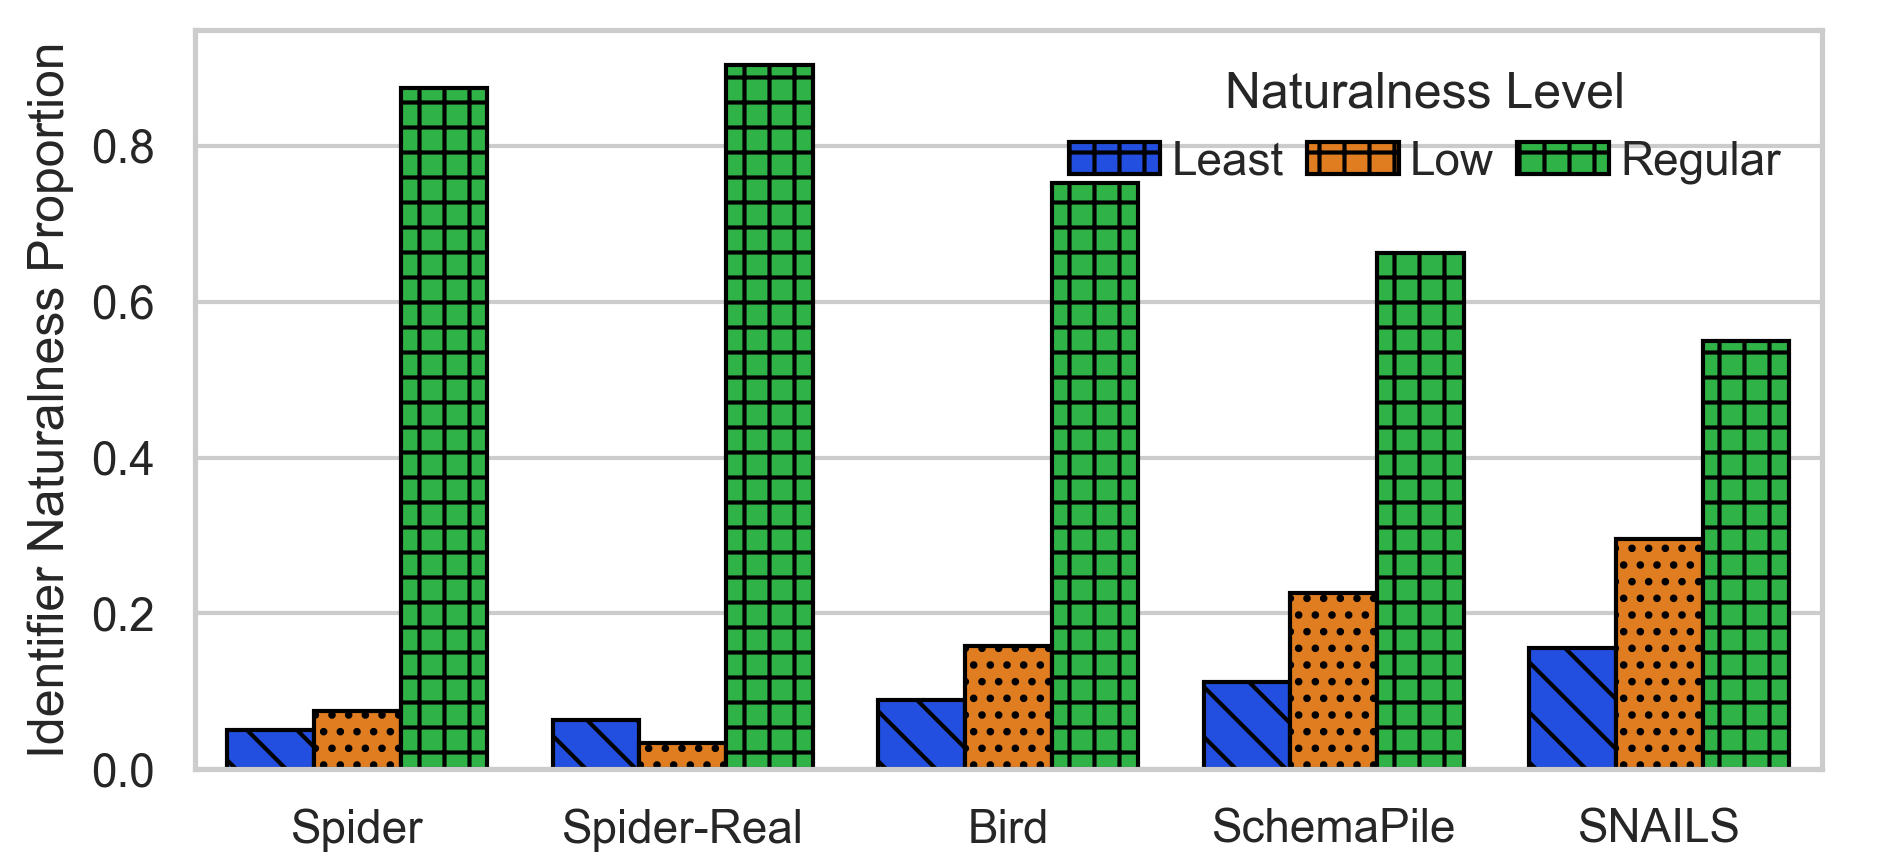 Identifier Naturalness Proportion
Naturalness Level
Least Low Regular
0.8
0.6
0.4
0.2
0.0
Spider Spider-Real Bird SchemaPile SNAILS